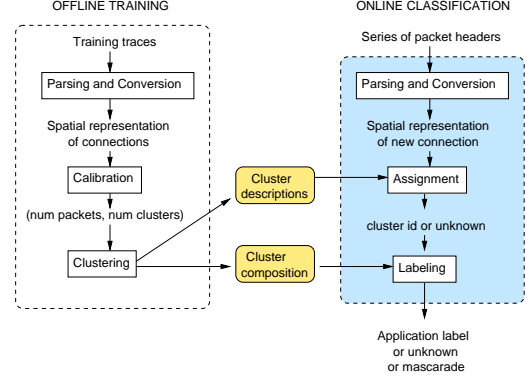 OFFLINE TRAINING
Training traces
Parsing and Conversion
Spatial representation
of connections
Calibration
(num packets, num clusters)
Clustering
Cluster
descriptions
Cluster
composition
ONLINE CLASSIFICATION
Series of packet headers
Parsing and Conversion
Spatial representation
of new connection
Assignment
cluster id or unknown
Labeling
Application label
or unknown
or mascarade